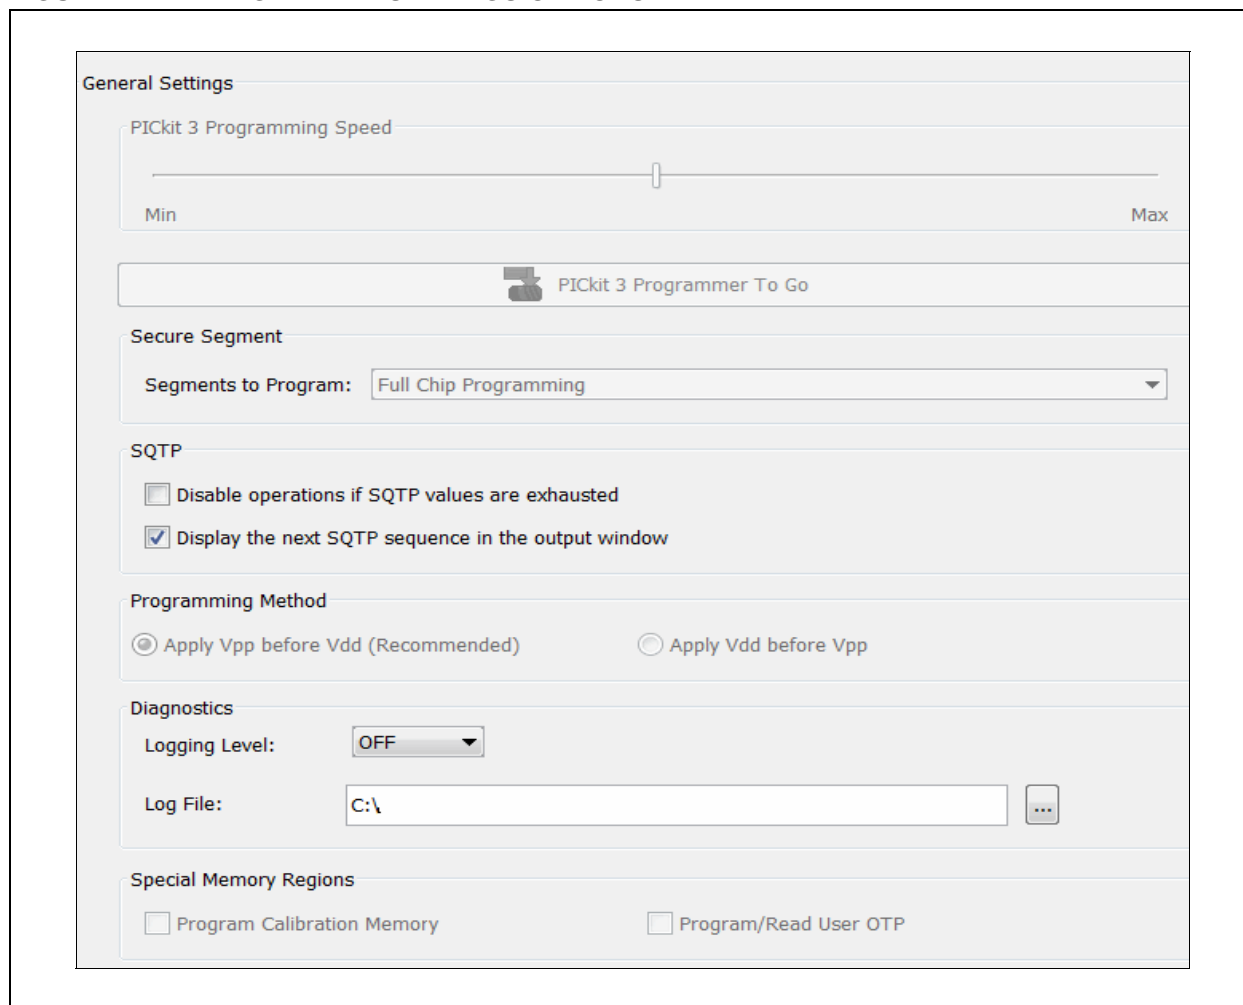 General Settings
PICkit 3 Programming Speed
Min Max
PICkit 3 Programmer To Go
Secure Segment
Segments to Program: Full Chip Programming
SQTP
Disable operations if SQTP values are exhausted
Display the next SQTP sequence in the output window
Programming Method
Apply Vpp before Vdd (Recommended) Apply Vdd before Vpp
Diagnostics
Logging Level: OFF
Log File: C:\ ...
Special Memory Regions
Program Calibration Memory Program/Read User OTP